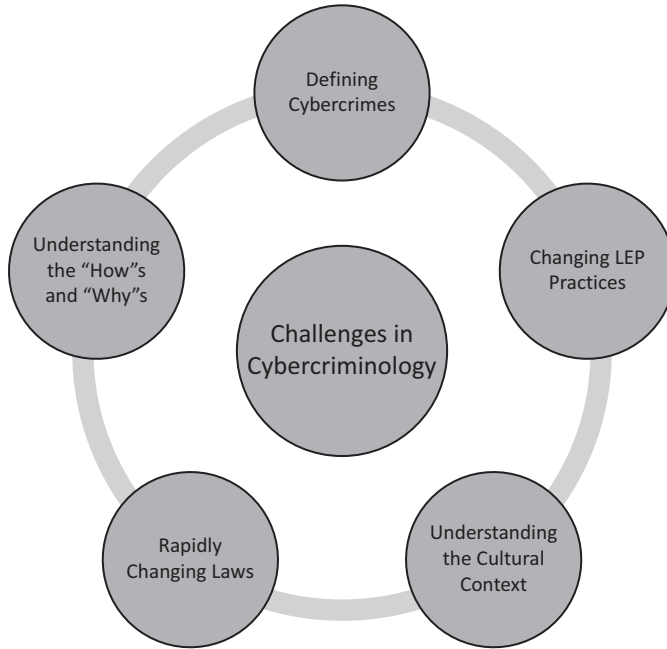 Defining
Cybercrimes
Understanding
the “How”s
and “Why”s
Changing LEP
Practices
Challenges in
Cybercriminology
Rapidly
Changing Laws
Understanding
the Cultural
Context